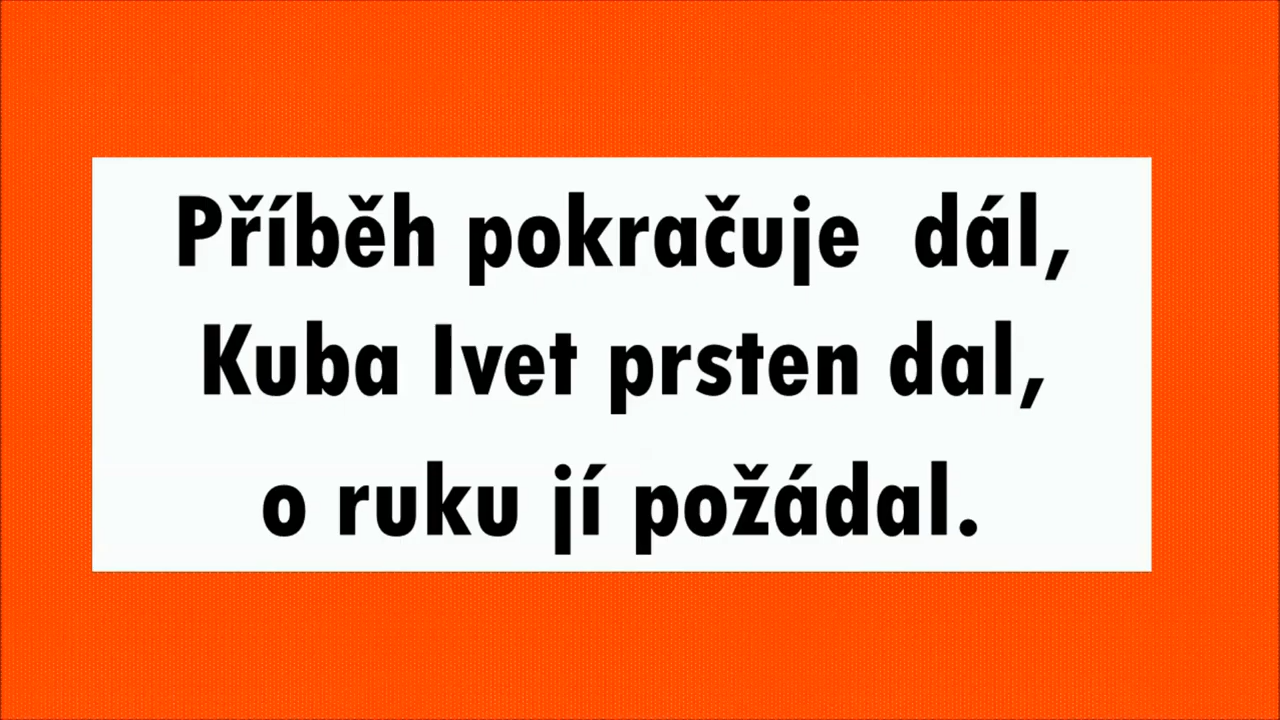 Příběh pokračuje dál,
Kuba Ivet prsten dal,
o ruku jí požádal.